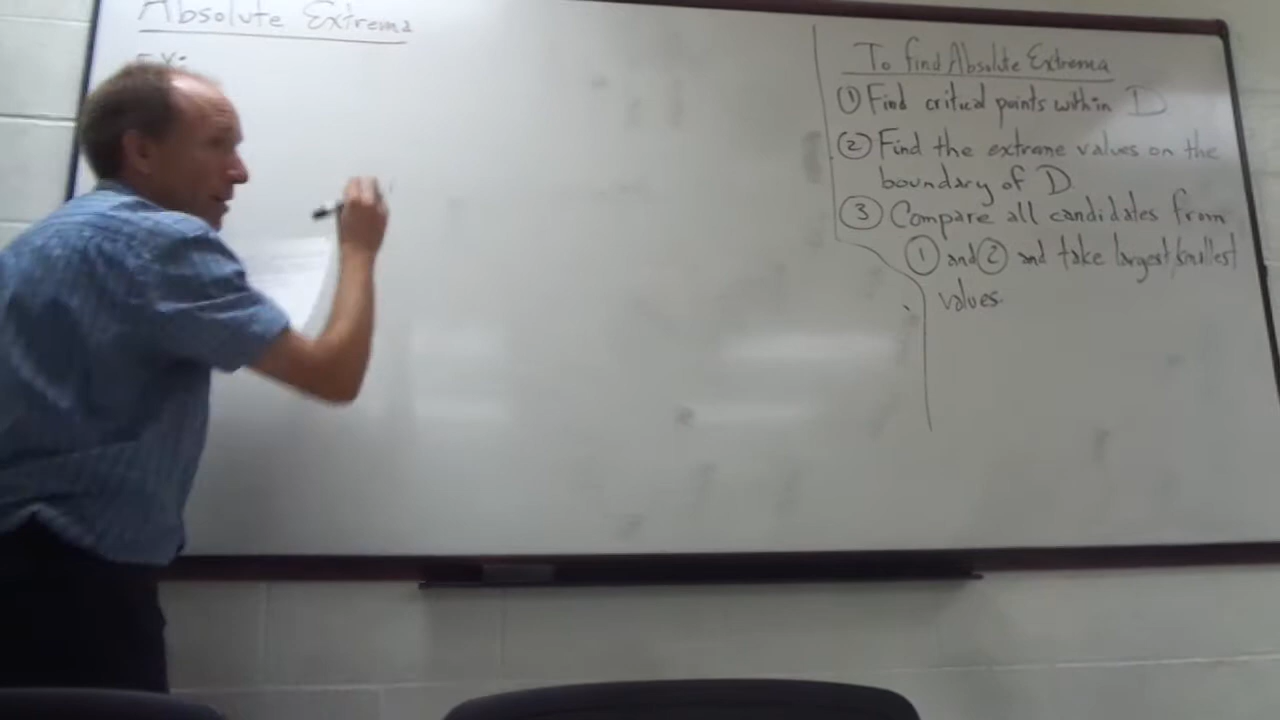 Absolute Extrema
Ex:
To find Absolute Extrema
① Find critical points within D
② Find the extreme values on the
boundary of D
③ Compare all candidates from
① and ② and take largest/smallest
values.